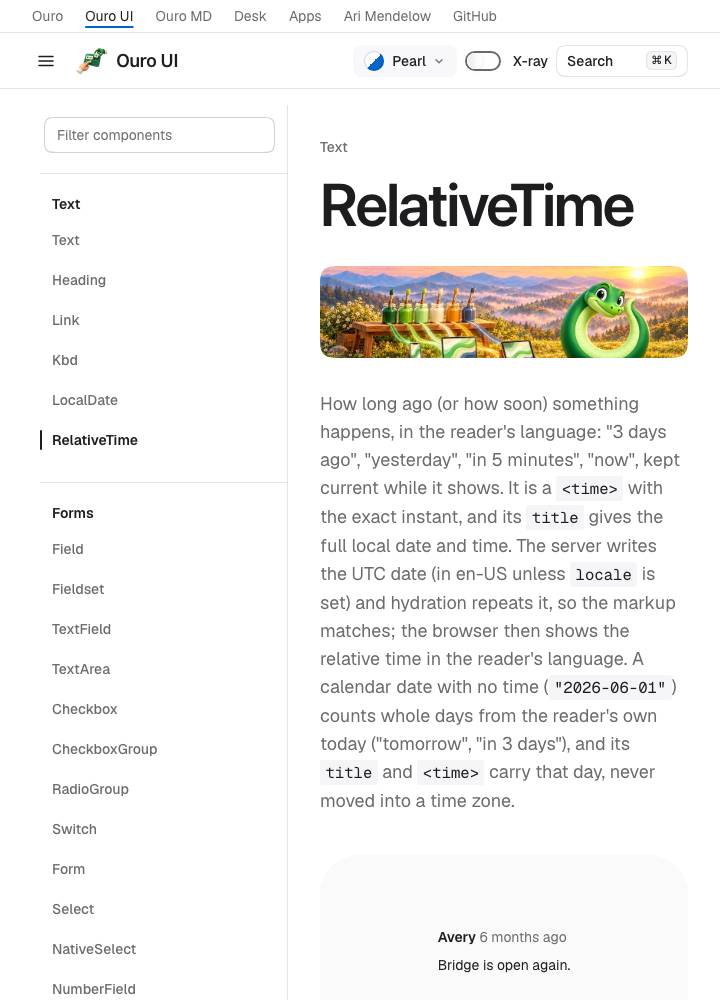 Ouro Ouro UI Ouro MD Desk Apps Ari Mendelow GitHub
Ouro UI Pearl X-ray Search ⌘ K
Filter components
Text
Text
Heading
Link
Kbd
LocalDate
RelativeTime
Forms
Field
Fieldset
TextField
TextArea
Checkbox
CheckboxGroup
RadioGroup
Switch
Form
Select
NativeSelect
NumberField
Text
RelativeTime
How long ago (or how soon) something
happens, in the reader's language: "3 days
ago", "yesterday", "in 5 minutes", "now", kept
current while it shows. It is a <time> with
the exact instant, and its title gives the
full local date and time. The server writes
the UTC date (in en-US unless locale is
set) and hydration repeats it, so the markup
matches; the browser then shows the
relative time in the reader's language. A
calendar date with no time ( "2026-06-01" )
counts whole days from the reader's own
today ("tomorrow", "in 3 days"), and its
title and <time> carry that day, never
moved into a time zone.
Avery 6 months ago
Bridge is open again.